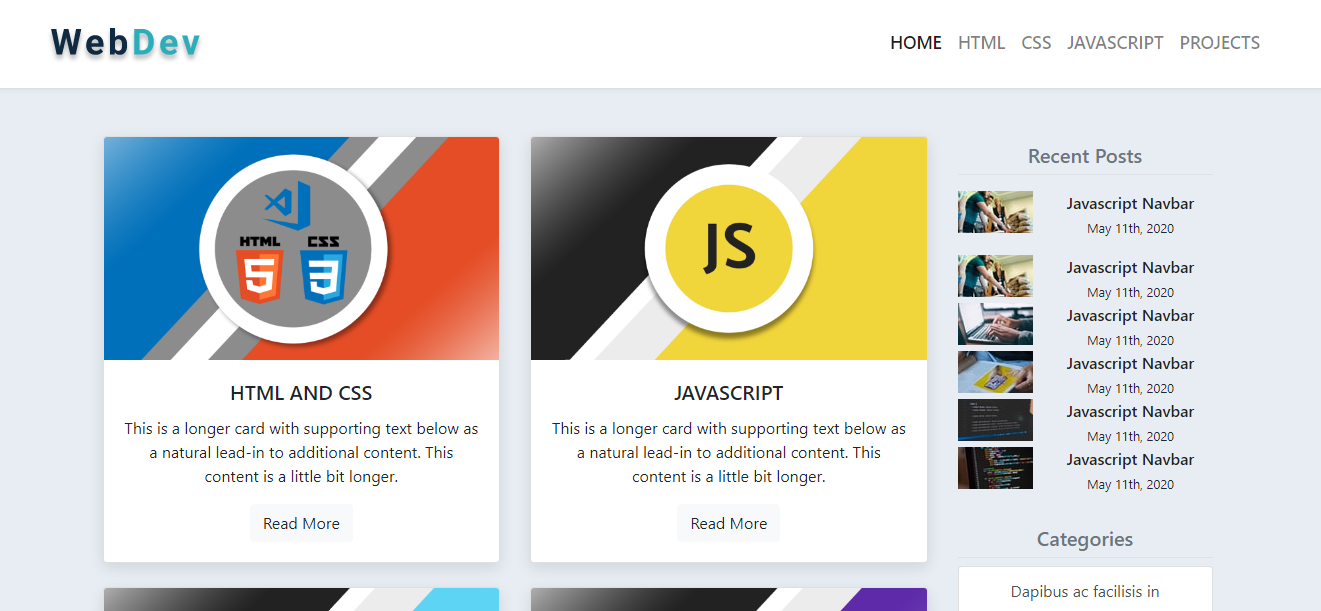 WebDev
HOME HTML CSS JAVASCRIPT PROJECTS
HTML CSS
5 3
HTML AND CSS
This is a longer card with supporting text below as
a natural lead-in to additional content. This
content is a little bit longer.
Read More
JS
JAVASCRIPT
This is a longer card with supporting text below as
a natural lead-in to additional content. This
content is a little bit longer.
Read More
Recent Posts
Javascript Navbar
May 11th, 2020
Javascript Navbar
May 11th, 2020
Javascript Navbar
May 11th, 2020
Javascript Navbar
May 11th, 2020
Javascript Navbar
May 11th, 2020
Javascript Navbar
May 11th, 2020
Categories
Dapibus ac facilisis in